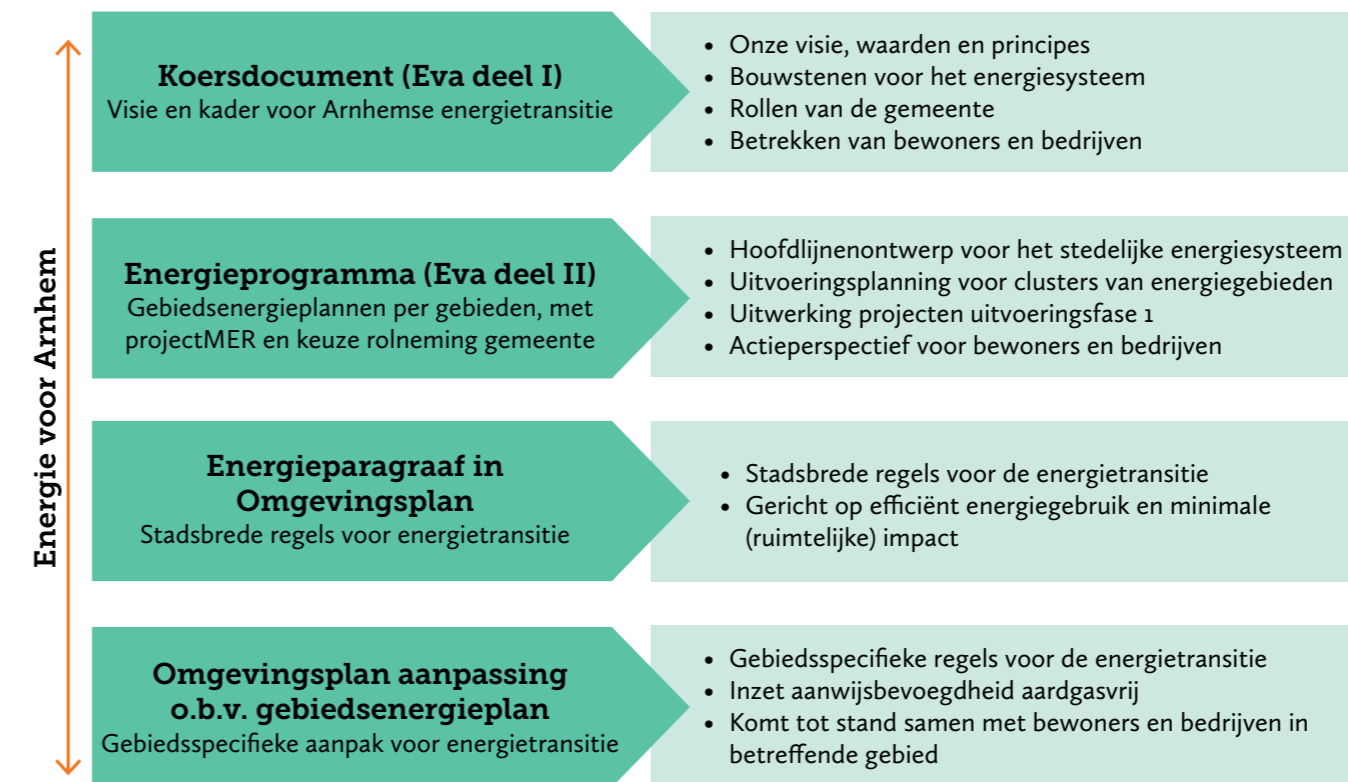 Energie voor Arnhem
Koersdocument (Eva deel I)
Visie en kader voor Arnhemse energietransitie
• Onze visie, waarden en principes
• Bouwstenen voor het energiesysteem
• Rollen van de gemeente
• Betrekken van bewoners en bedrijven
Energieprogramma (Eva deel II)
Gebiedsenergieplannen per gebieden, met
projectMER en keuze rolneming gemeente
• Hoofdlijnenontwerp voor het stedelijke energiesysteem
• Uitvoeringsplanning voor clusters van energiegebieden
• Uitwerking projecten uitvoeringsfase 1
• Actieperspectief voor bewoners en bedrijven
Energieparagraaf in
Omgevingsplan
Stadsbrede regels voor energietransitie
• Stadsbrede regels voor de energietransitie
• Gericht op efficiënt energiegebruik en minimale
(ruimtelijke) impact
Omgevingsplan aanpassing
o.b.v. gebiedsenergieplan
Gebiedsspecifieke aanpak voor energietransitie
• Gebiedsspecifieke regels voor de energietransitie
• Inzet aanwijsbevoegdheid aardgasvrij
• Komt tot stand samen met bewoners en bedrijven in
betreffende gebied